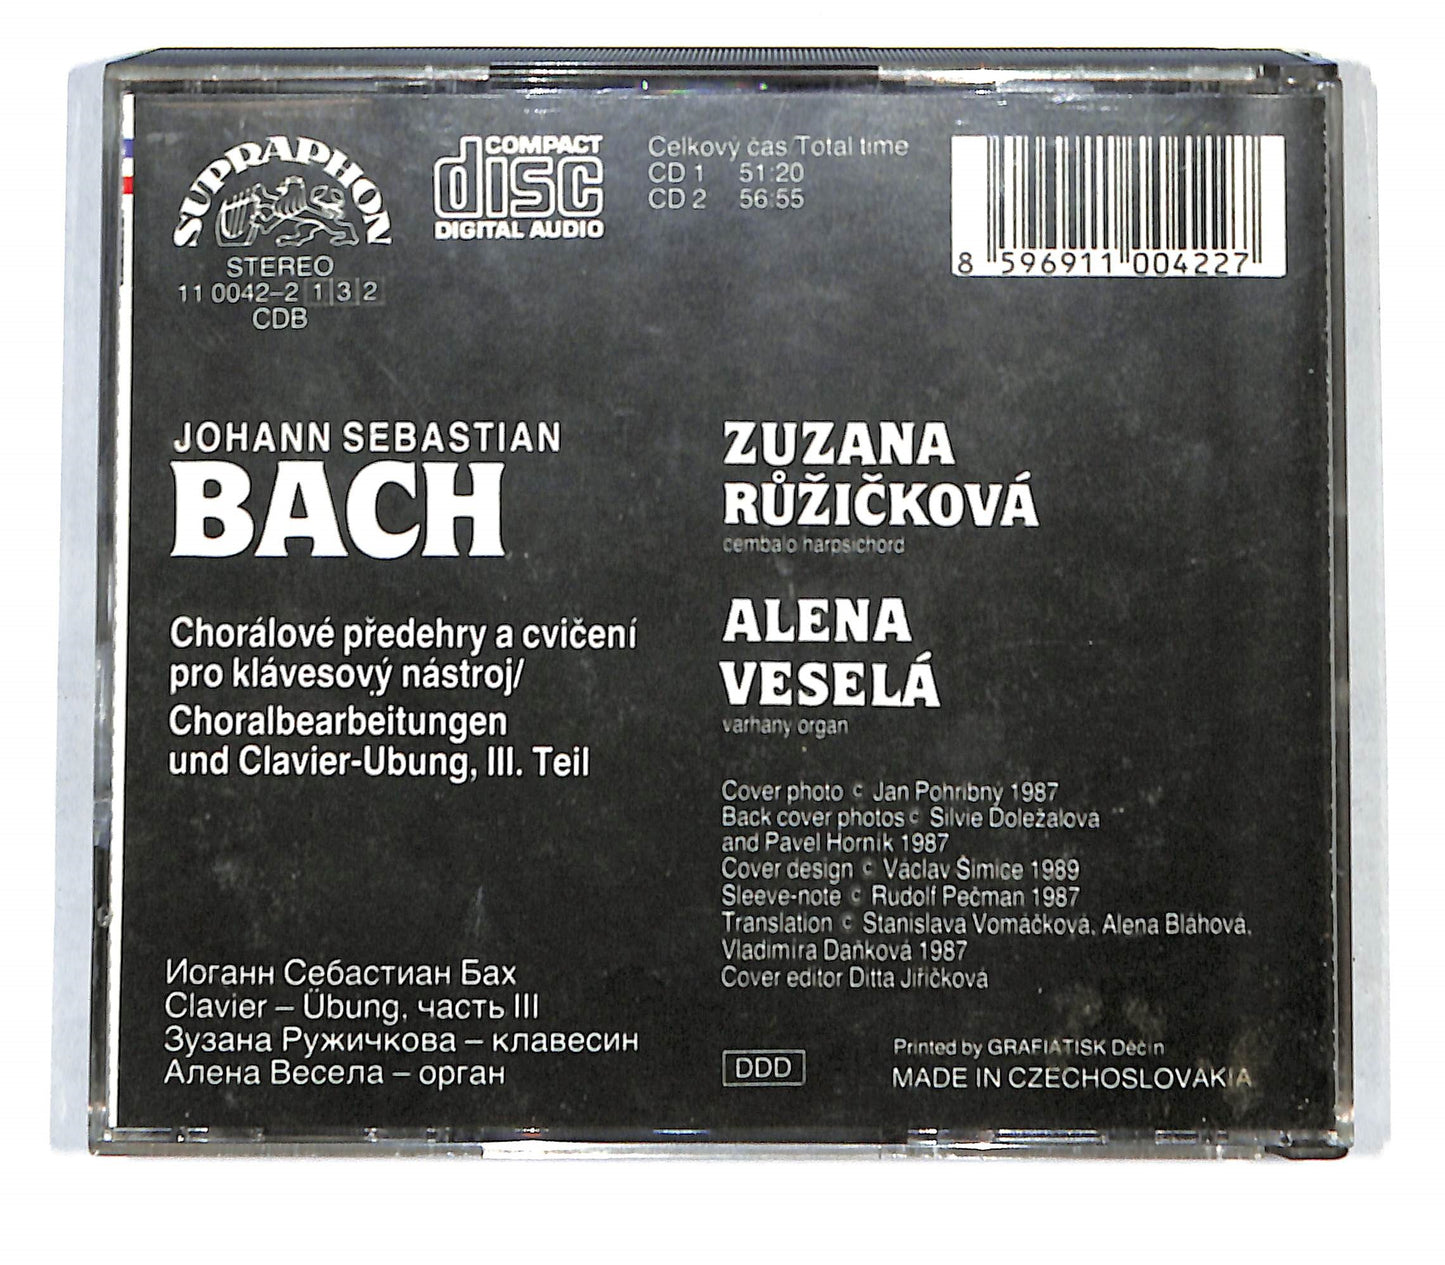 SUPRAPHON
STEREO
11 0042-2 1 3 2
CDB
COMPACT
disc
DIGITAL AUDIO
Celkový čas Total time
CD 1 51:20
CD 2 56:55
8 596911 004227
JOHANN SEBASTIAN
BACH
Chorálové předehry a cvičení
pro klávesový nástroj/
Choralbearbeitungen
und Clavier-Ubung, III. Teil
ZUZANA
RŮŽIČKOVÁ
cembalo harpsichord
ALENA
VESELÁ
varhany organ
Cover photo © Jan Pohribný 1987
Back cover photos © Silvie Doležalová
and Pavel Horník 1987
Cover design © Václav Šimice 1989
Sleeve-note © Rudolf Pečman 1987
Translation © Stanislava Vomáčková, Alena Bláhová,
Vladimíra Daňková 1987
Cover editor Ditta Jiřičková
Иоганн Себастиан Бах
Clavier – Übung, часть III
Зузана Ружичкова – клавесин
Алена Весела – орган
DDD
Printed by GRAFIATISK Děčín
MADE IN CZECHOSLOVAKIA